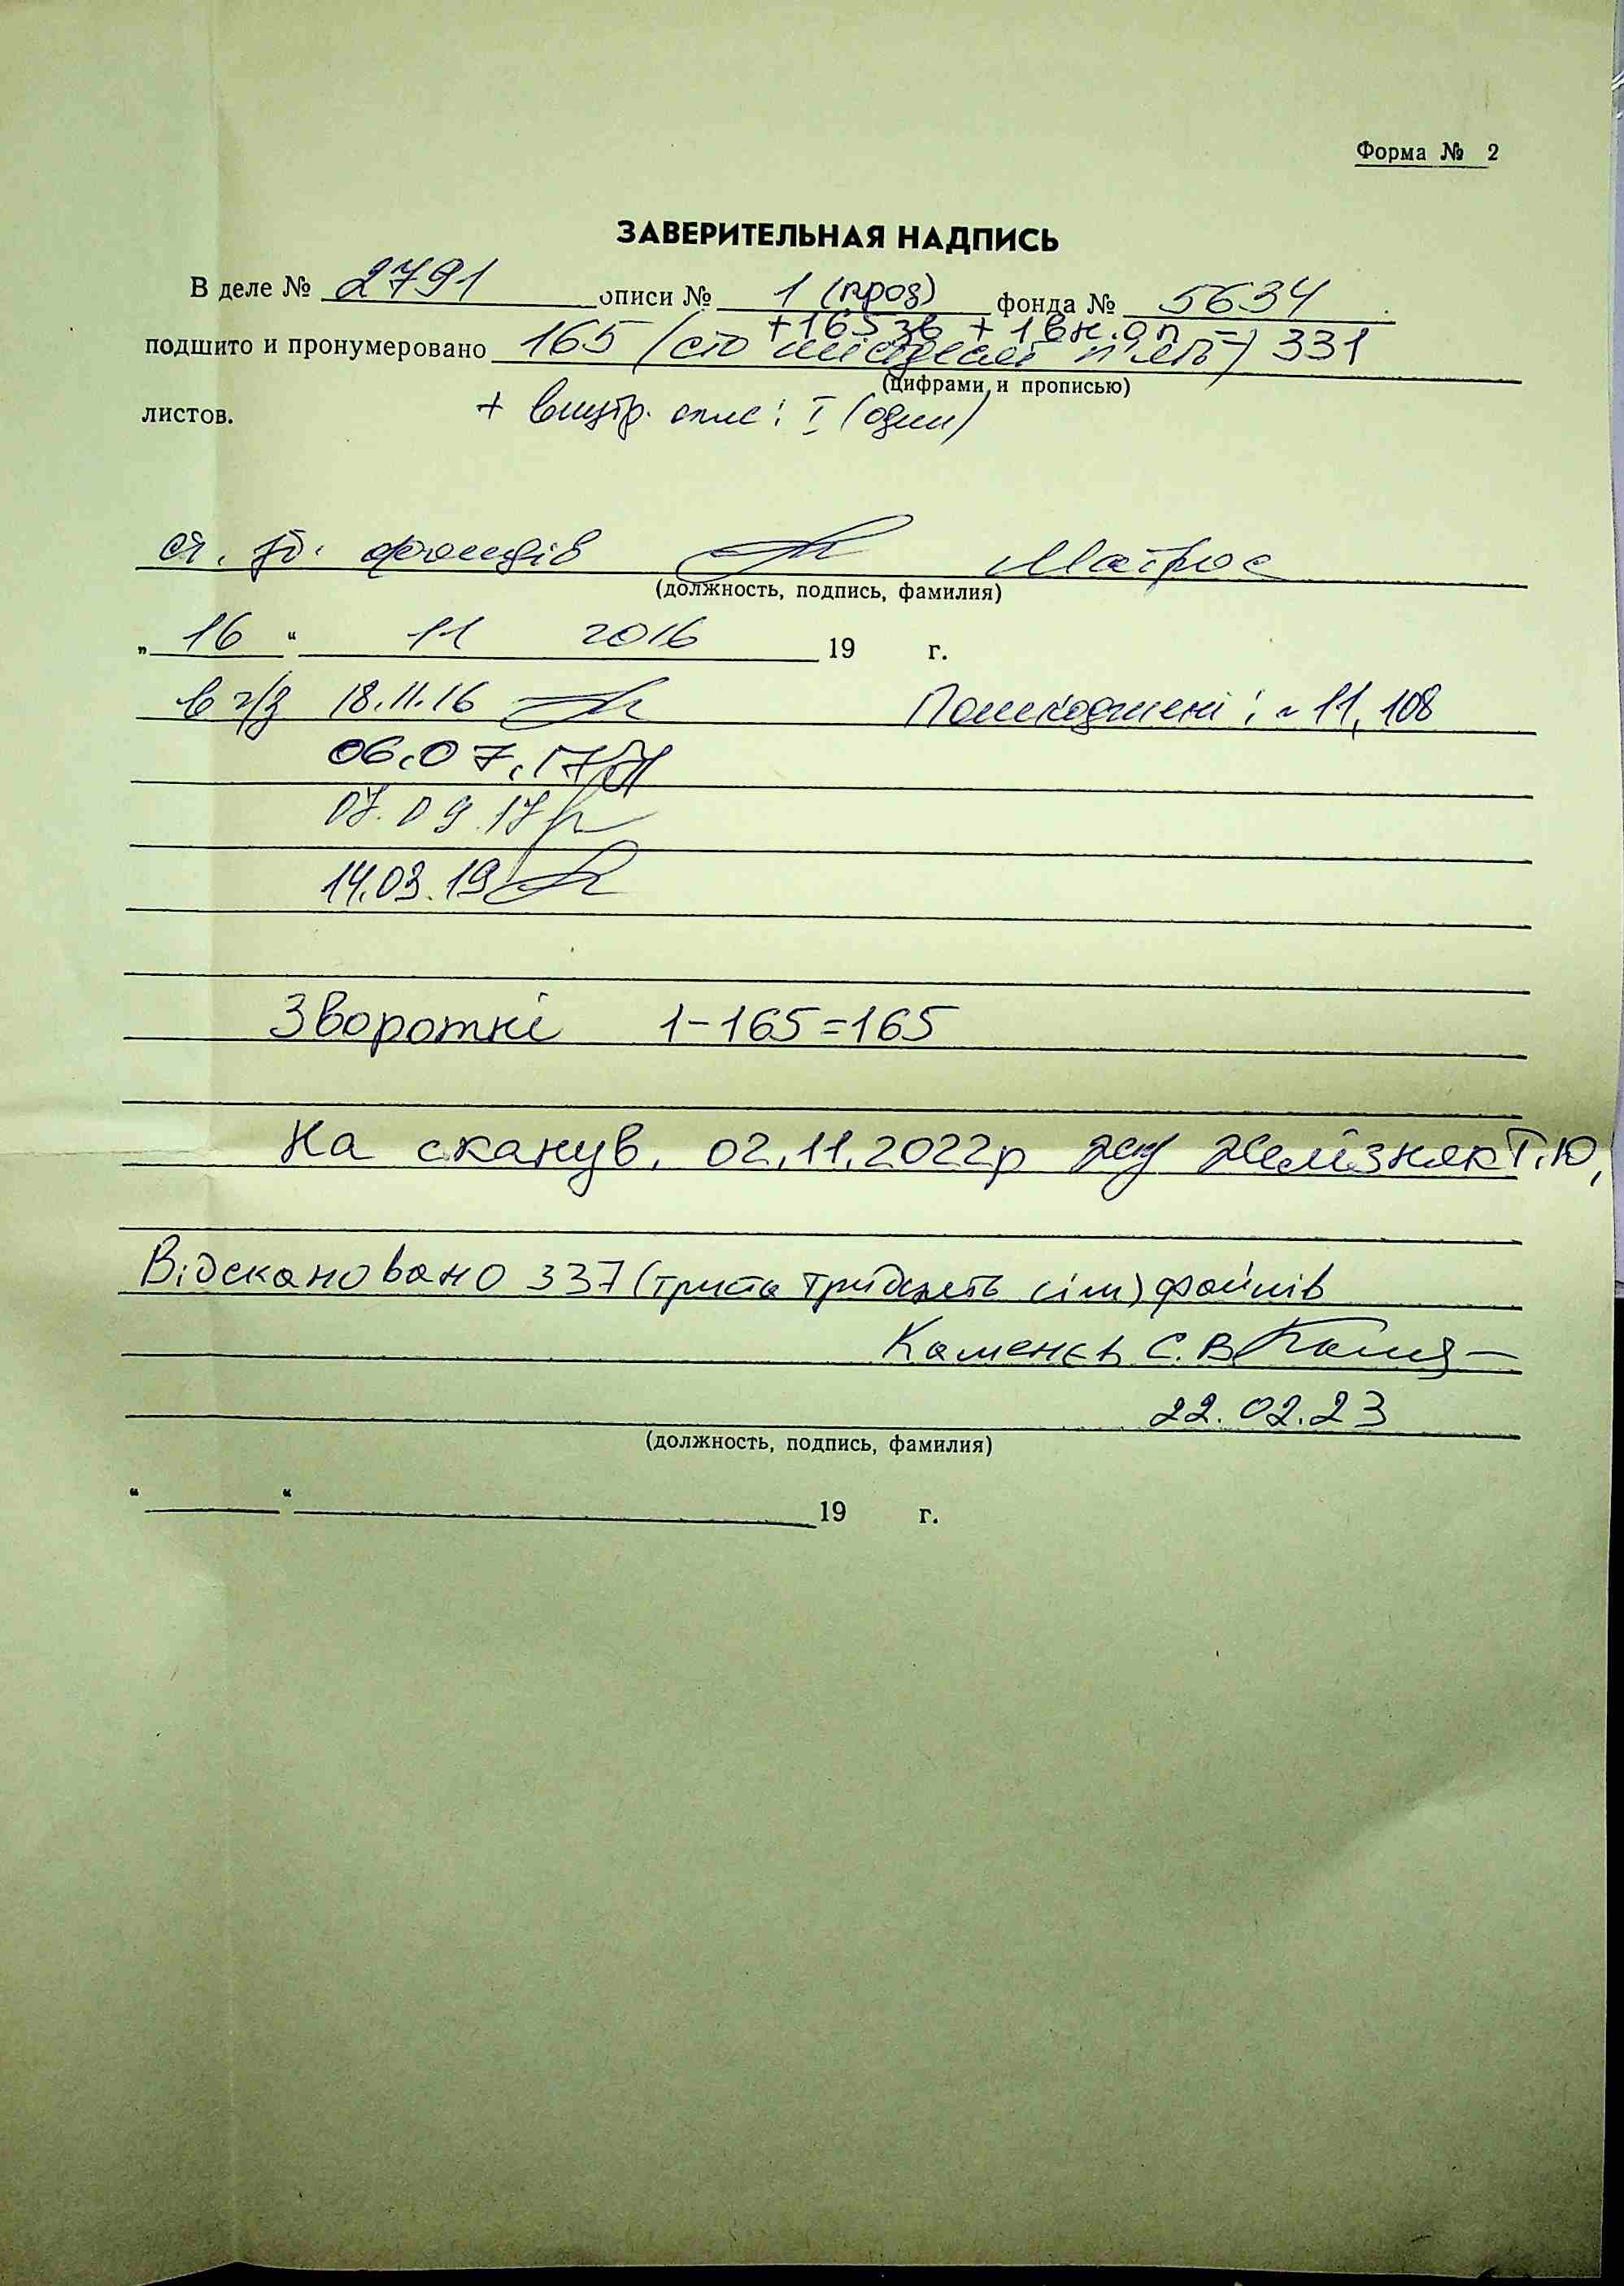 Форма № 2
ЗАВЕРИТЕЛЬНАЯ НАДПИСЬ
В деле № 2791 описи № 1 (прод) фонда № 5634
+165 зв + 1 вн. оп =
подшито и пронумеровано 165 (сто шістдесят п'ять) 331
(цифрами и прописью)
листов. + внутр. опис: 1 (один)
ст. зб. фондів Матрос
(должность, подпись, фамилия)
„ 16 “ 11 2016 19 г.
в ч/з 18.11.16 Пошкоджені: 11, 108
06.07.17
07.09.17
14.03.19
Зворотні 1-165=165
На сканув. 02.11.2022р Желізняк Т.Ю,
Відскановано 337 (триста тридцять сім) файлів
Каменєв С.В
22.02.23
(должность, подпись, фамилия)
“ “ 19 г.